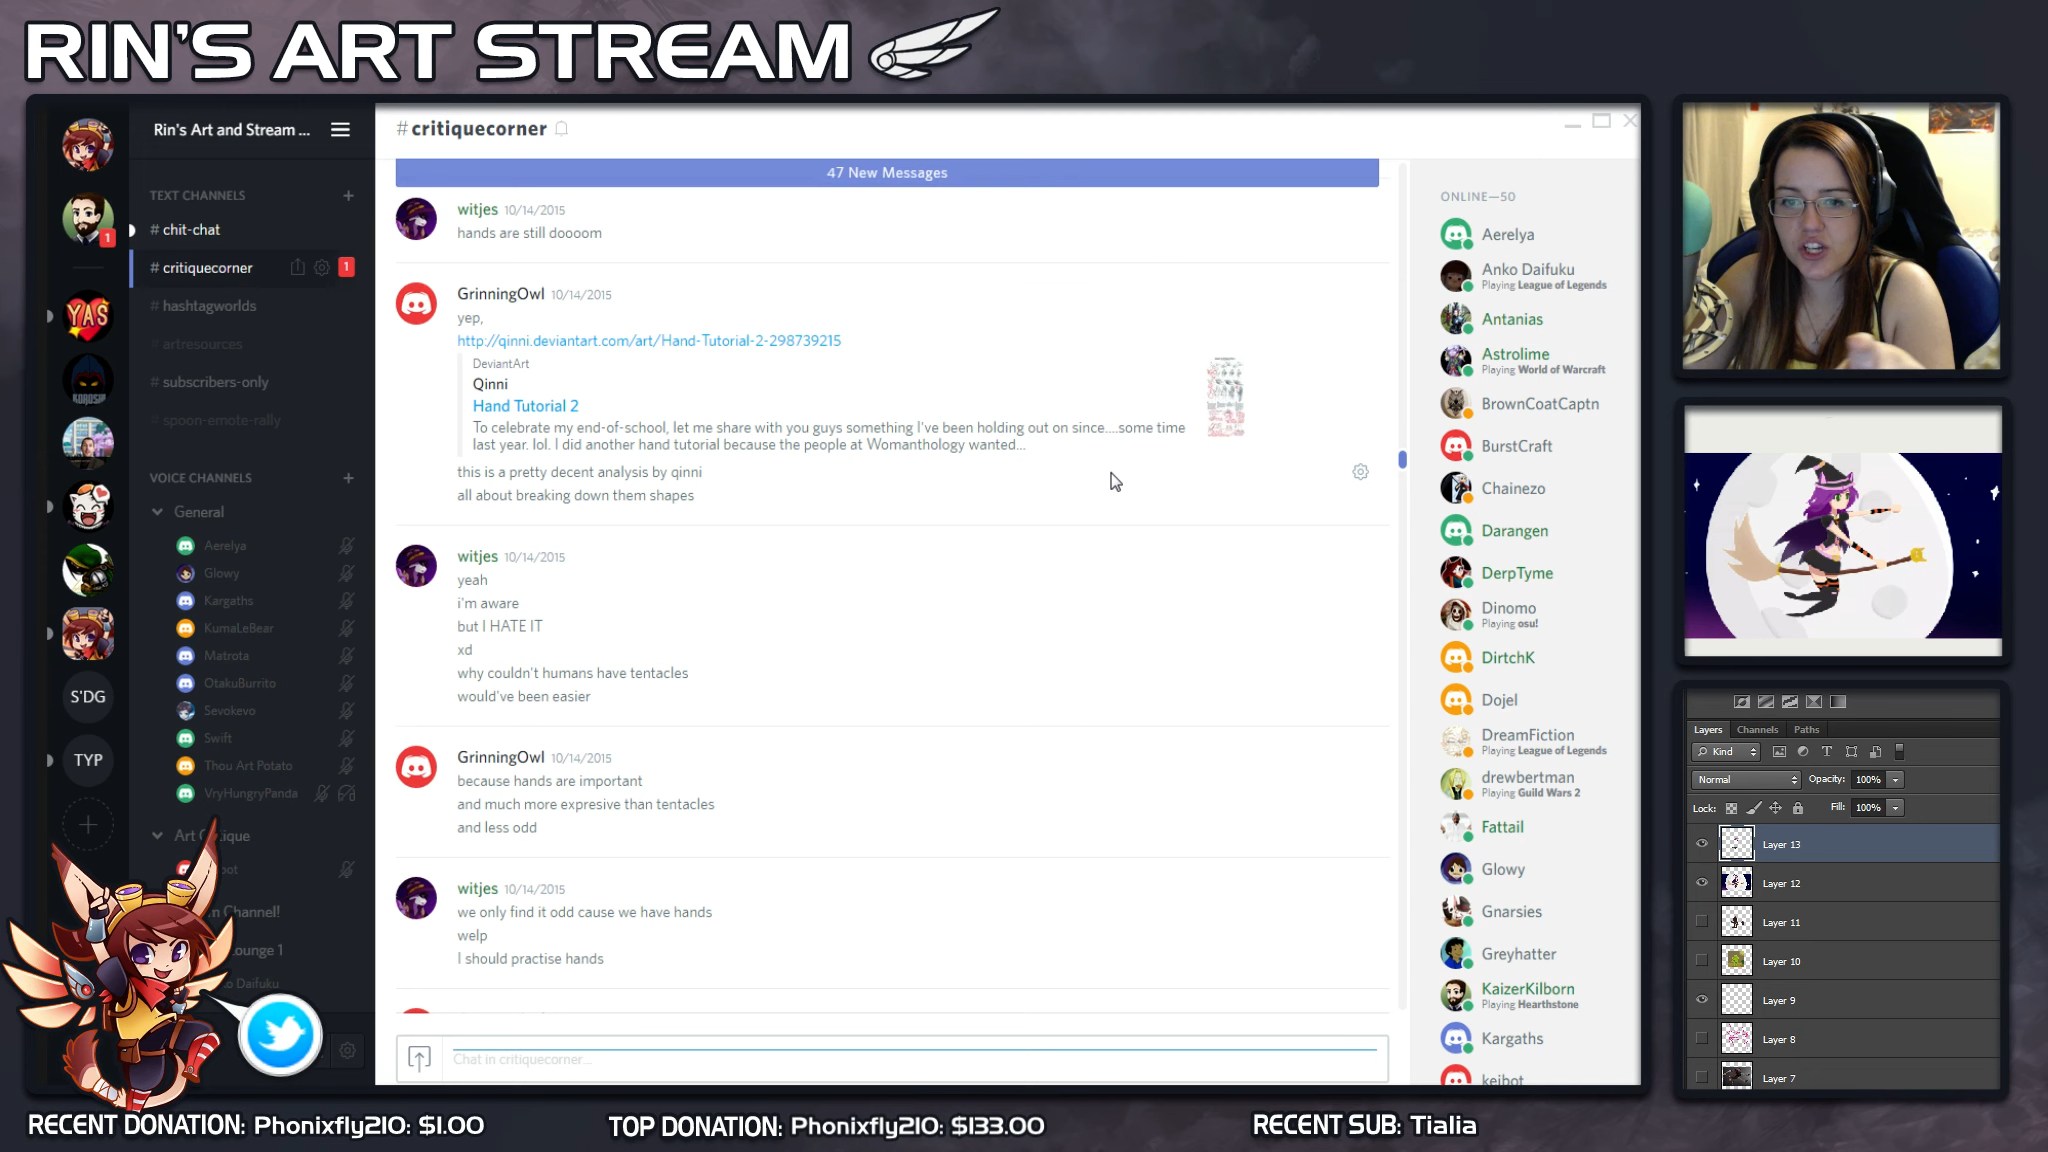 RIN'S ART STREAM
Rin's Art and Stream ...
TEXT CHANNELS +
# chit-chat
# critiquecorner 1
# hashtagworlds
# artresources
# subscribers-only
# spoon-emote-rally
VOICE CHANNELS +
General
Aerelya
Glowy
Kargaths
KumaLeBear
Matrota
OtakuBurrito
Sevokevo
Swift
Thou Art Potato
VryHungryPanda
1
YAS
KOROSHI
S'DG
TYP
+
#critiquecorner
47 New Messages
witjes 10/14/2015
hands are still doooom
GrinningOwl 10/14/2015
yep,
http://qinni.deviantart.com/art/Hand-Tutorial-2-298739215
DeviantArt
Qinni
Hand Tutorial 2
To celebrate my end-of-school, let me share with you guys something I've been holding out on since....some time
last year. lol. I did another hand tutorial because the people at Womanthology wanted...
this is a pretty decent analysis by qinni
all about breaking down them shapes
witjes 10/14/2015
yeah
i'm aware
but I HATE IT
xd
why couldn't humans have tentacles
would've been easier
GrinningOwl 10/14/2015
because hands are important
and much more expresive than tentacles
and less odd
witjes 10/14/2015
we only find it odd cause we have hands
welp
I should practise hands
Chat in critiquecorner...
ONLINE—50
Aerelya
Anko Daifuku
Playing League of Legends
Antanias
Astrolime
Playing World of Warcraft
BrownCoatCaptn
BurstCraft
Chainezo
Darangen
DerpTyme
Dinomo
Playing osu!
DirtchK
Dojel
DreamFiction
Playing League of Legends
drewbertman
Playing Guild Wars 2
Fattail
Glowy
Gnarsies
Greyhatter
KaizerKilborn
Playing Hearthstone
Kargaths
keibot
Layers Channels Paths
Kind
Normal Opacity: 100%
Lock: Fill: 100%
Layer 13
Layer 12
Layer 11
Layer 10
Layer 9
Layer 8
Layer 7
RECENT DONATION: Phonixfly210: $1.00
TOP DONATION: Phonixfly210: $133.00
RECENT SUB: Tialia